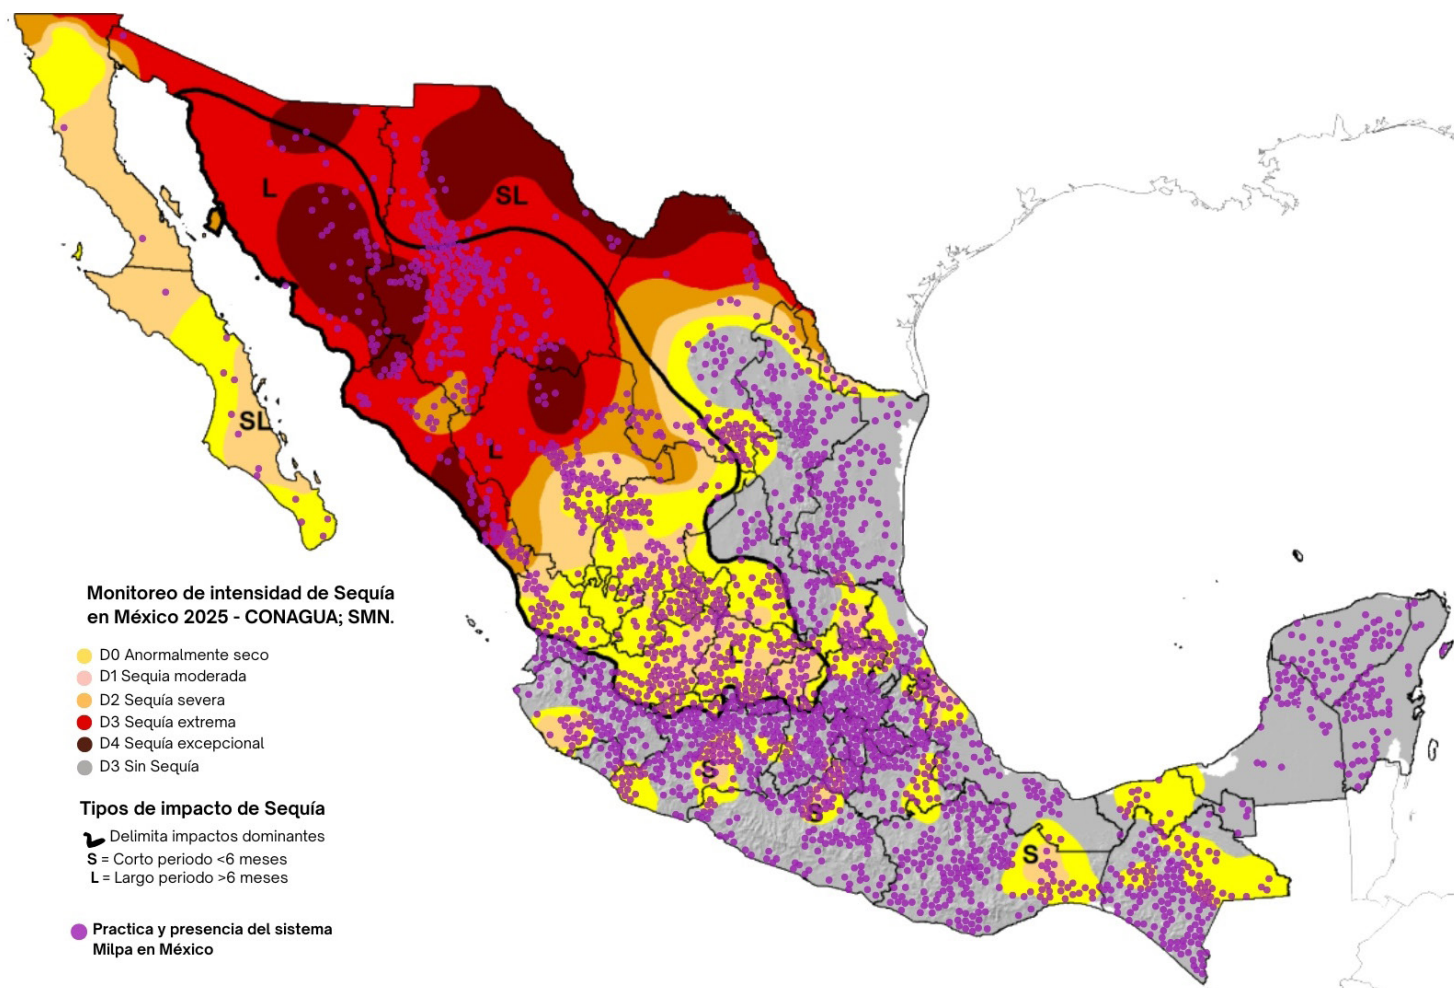 L
SL
SL
L
L
S
S
S
S
Monitoreo de intensidad de Sequía
en México 2025 - CONAGUA; SMN.
D0 Anormalmente seco
D1 Sequia moderada
D2 Sequía severa
D3 Sequía extrema
D4 Sequía excepcional
D3 Sin Sequía
Tipos de impacto de Sequía
Delimita impactos dominantes
S = Corto periodo <6 meses
L = Largo periodo >6 meses
Practica y presencia del sistema
Milpa en México